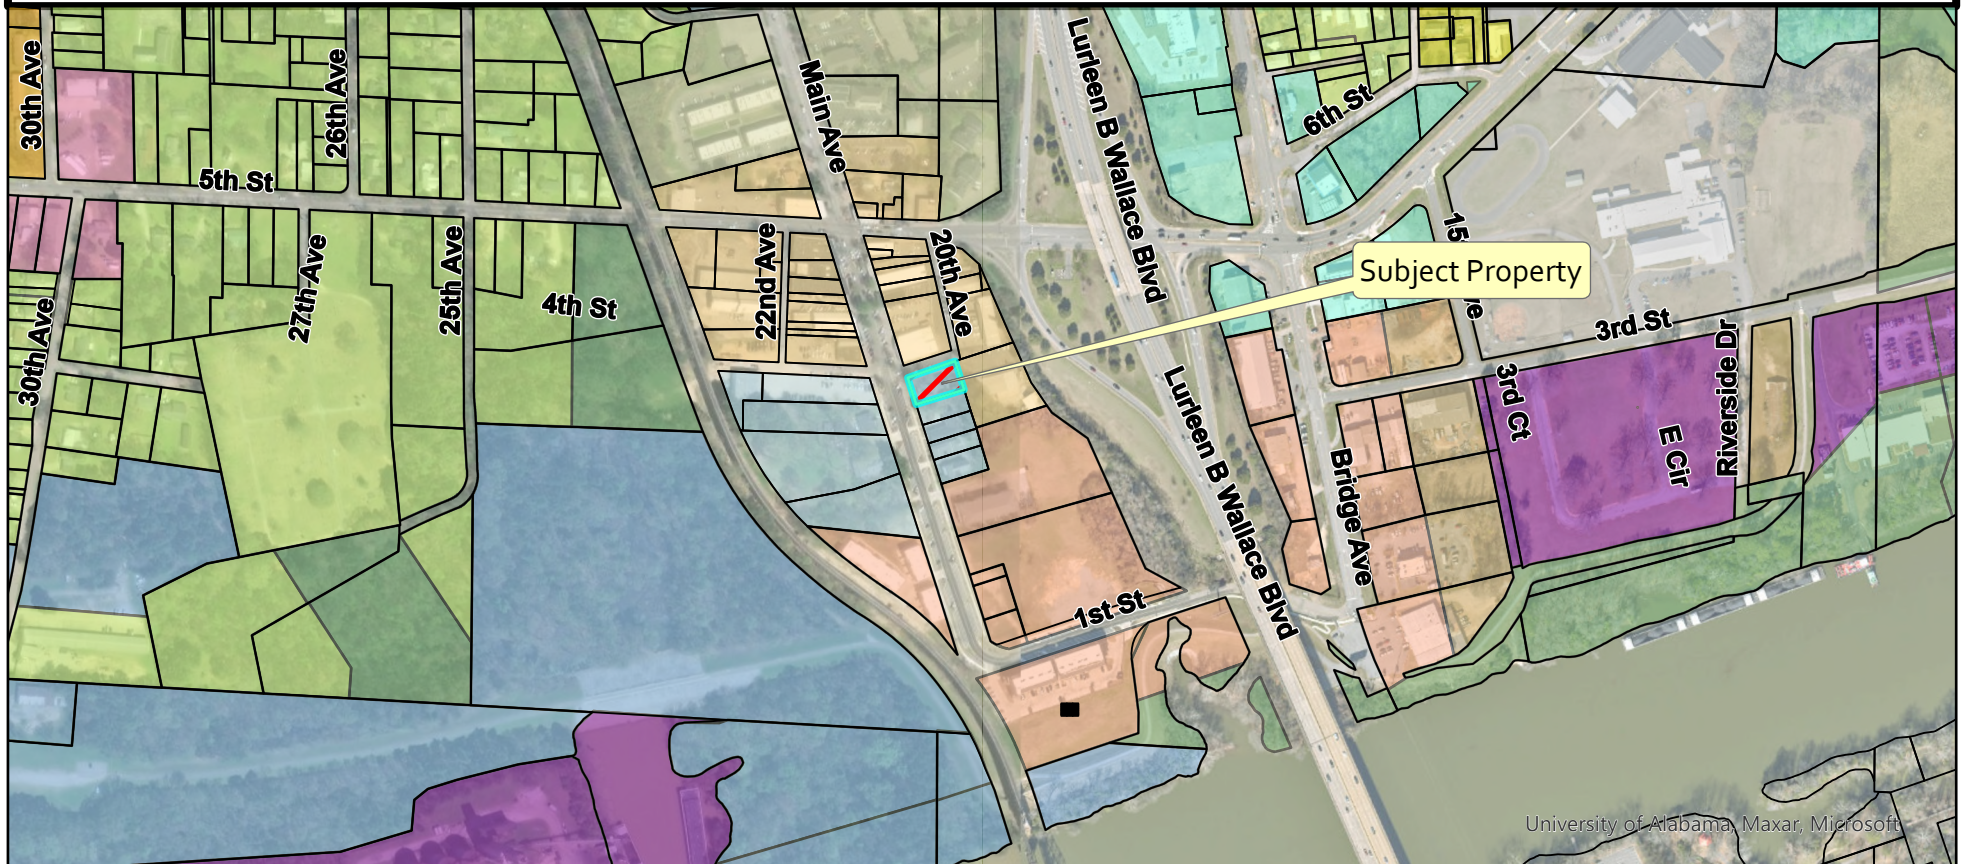 30th Ave
26th Ave
5th St
Main Ave
Lurleen B Wallace Blvd
6th St
22nd Ave
20th Ave
27th Ave
25th Ave
4th St
30th Ave
Subject Property
3rd St
3rd Ct
E Cir
Riverside Dr
Lurleen B Wallace Blvd
Bridge Ave
1st St
University of Alabama, Maxar, Microsoft